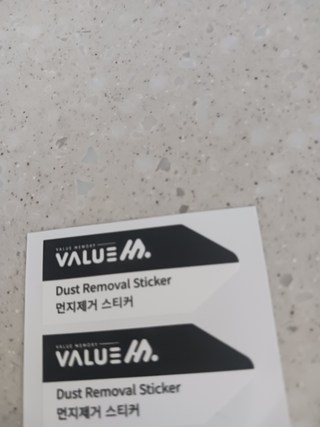 VALUE MEMORY
VALUE M.
Dust Removal Sticker
먼지제거 스티커
VALUE MEMORY
VALUE M.
Dust Removal Sticker
먼지제거 스티커